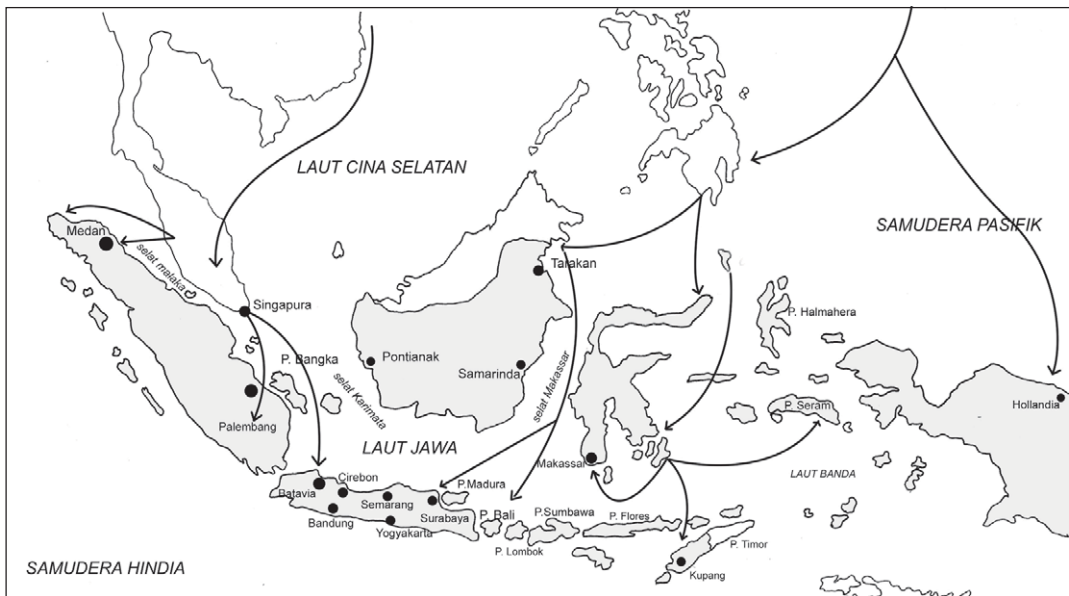 LAUT CINA SELATAN
SAMUDERA PASIFIK
Medan
selat malaka
Tarakan
Singapura
P. Halmahera
P. Bangka
Pontianak
Samarinda
selat Karimata
selat Makassar
Hollandia
P. Seram
Palembang
LAUT JAWA
Makassar
LAUT BANDA
Cirebon
Batavia
Semarang
P.Madura
Surabaya
Bandung
Yogyakarta
P. Bali
P.Sumbawa
P. Flores
P. Lombok
P. Timor
Kupang
SAMUDERA HINDIA